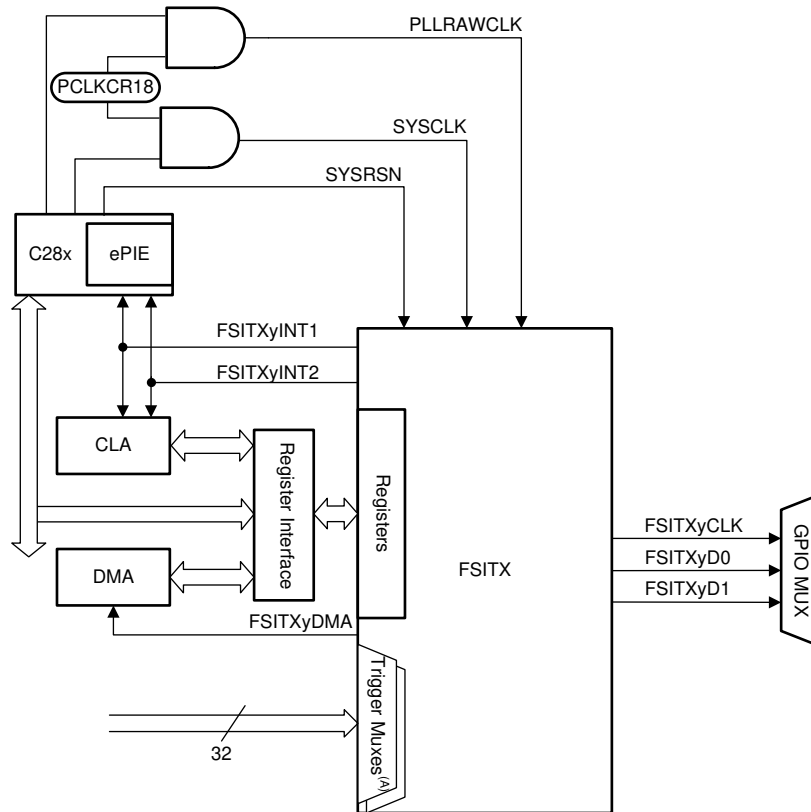 PLLRAWCLK
PCLKCR18
SYSCLK
SYSRSN
C28x
ePIE
FSITXyINT1
FSITXyINT2
CLA
Register Interface
Registers
FSITX
FSITXyCLK
FSITXyD0
FSITXyD1
GPIO MUX
DMA
FSITXyDMA
Trigger Muxes(A)
32